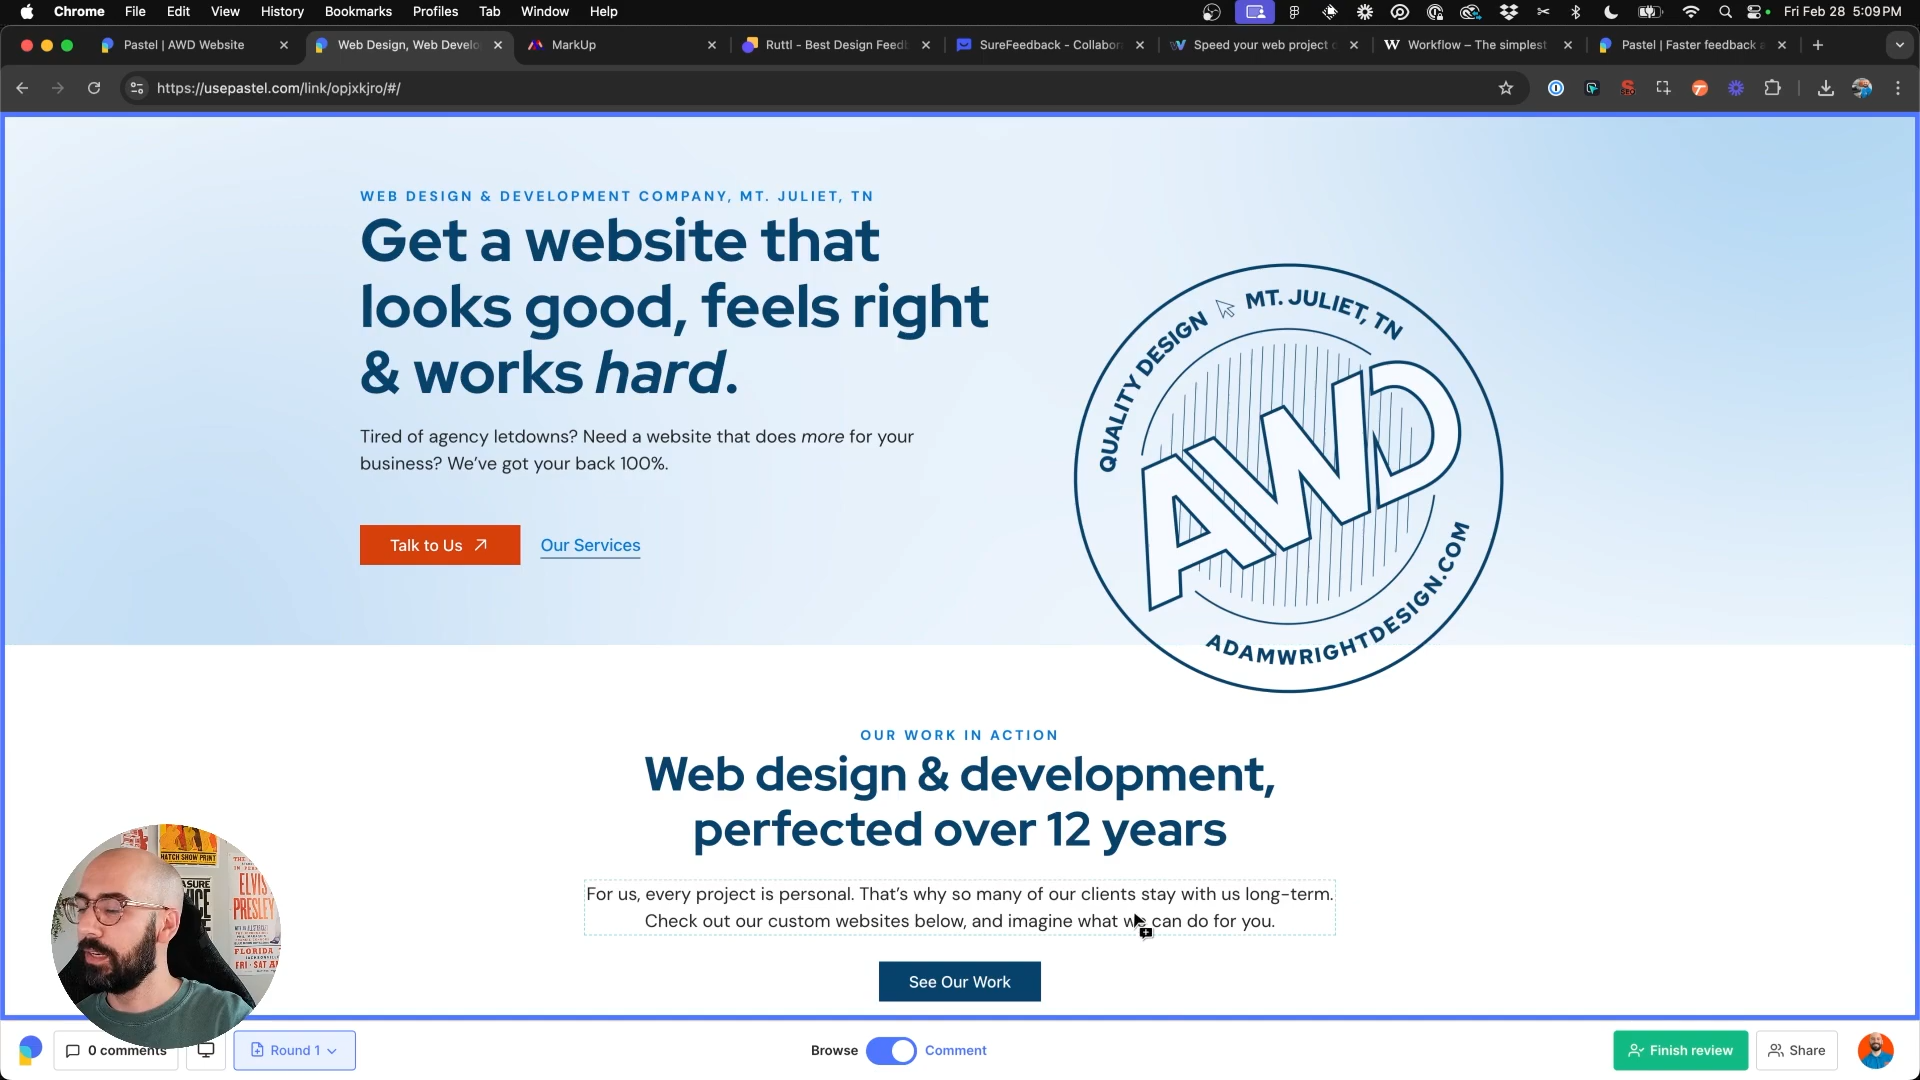 Chrome File Edit View History Bookmarks Profiles Tab Window Help Fri Feb 28 5:09 PM
Pastel | AWD Website Web Design, Web Develo MarkUp Ruttl - Best Design Feedb SureFeedback - Collabor Speed your web project Workflow – The simplest Pastel | Faster feedback
https://usepastel.com/link/opjxkjro/#/
WEB DESIGN & DEVELOPMENT COMPANY, MT. JULIET, TN
Get a website that
looks good, feels right
& works hard.
Tired of agency letdowns? Need a website that does more for your
business? We've got your back 100%.
Talk to Us Our Services
QUALITY DESIGN MT. JULIET, TN
AWD
ADAMWRIGHTDESIGN.COM
OUR WORK IN ACTION
Web design & development,
perfected over 12 years
For us, every project is personal. That's why so many of our clients stay with us long-term.
Check out our custom websites below, and imagine what we can do for you.
See Our Work
HATCH SHOW PRINT
ELVIS
PRESLEY
FLORIDA
0 comments Round 1 Browse Comment Finish review Share